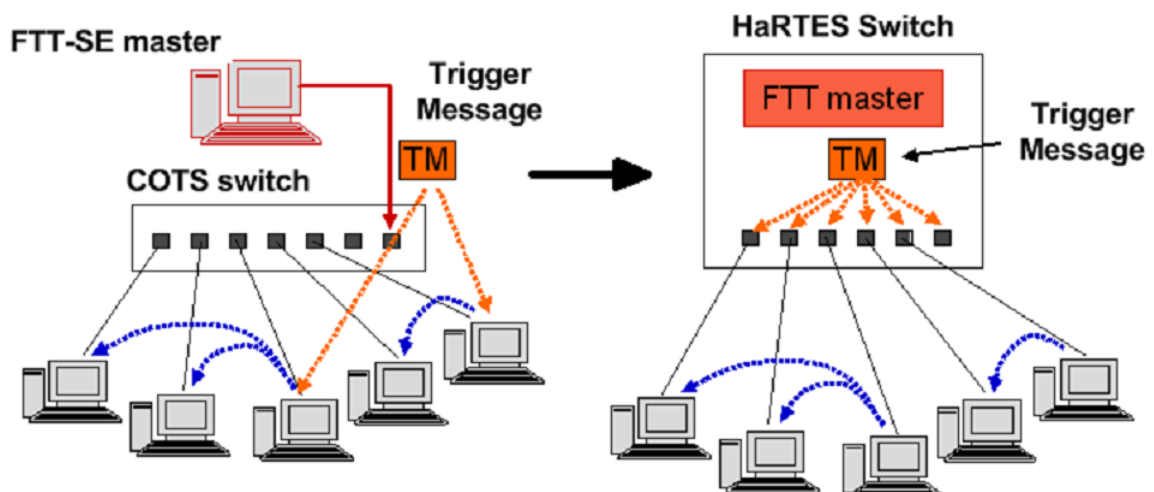 FTT-SE master
Trigger
Message
TM
COTS switch
HaRTES Switch
FTT master
TM
Trigger
Message